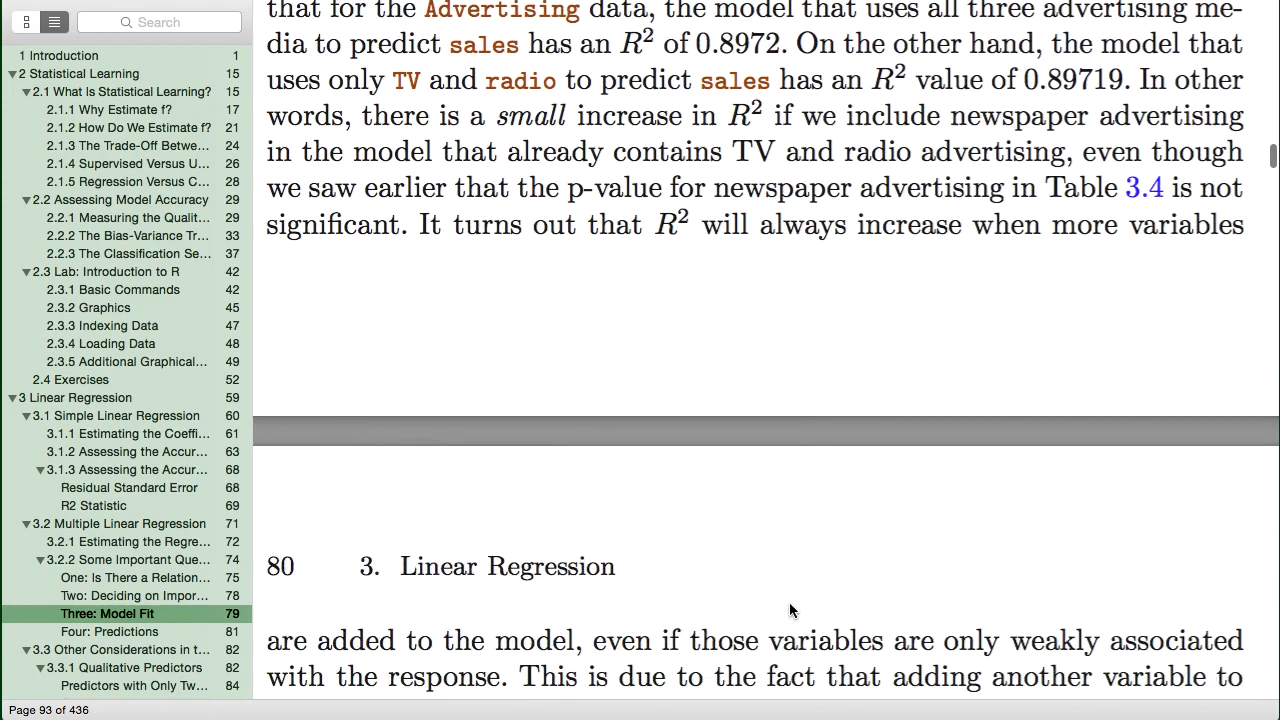 Search
1 Introduction 1
2 Statistical Learning 15
2.1 What Is Statistical Learning? 15
2.1.1 Why Estimate f? 17
2.1.2 How Do We Estimate f? 21
2.1.3 The Trade-Off Betwe... 24
2.1.4 Supervised Versus U... 26
2.1.5 Regression Versus C... 28
2.2 Assessing Model Accuracy 29
2.2.1 Measuring the Qualit... 29
2.2.2 The Bias-Variance Tr... 33
2.2.3 The Classification Se... 37
2.3 Lab: Introduction to R 42
2.3.1 Basic Commands 42
2.3.2 Graphics 45
2.3.3 Indexing Data 47
2.3.4 Loading Data 48
2.3.5 Additional Graphical... 49
2.4 Exercises 52
3 Linear Regression 59
3.1 Simple Linear Regression 60
3.1.1 Estimating the Coeffi... 61
3.1.2 Assessing the Accur... 63
3.1.3 Assessing the Accur... 68
Residual Standard Error 68
R2 Statistic 69
3.2 Multiple Linear Regression 71
3.2.1 Estimating the Regre... 72
3.2.2 Some Important Que... 74
One: Is There a Relation... 75
Two: Deciding on Impor... 78
Three: Model Fit 79
Four: Predictions 81
3.3 Other Considerations in t... 82
3.3.1 Qualitative Predictors 82
Predictors with Only Tw... 84
Page 93 of 436
that for the Advertising data, the model that uses all three advertising me-
dia to predict sales has an R² of 0.8972. On the other hand, the model that
uses only TV and radio to predict sales has an R² value of 0.89719. In other
words, there is a small increase in R² if we include newspaper advertising
in the model that already contains TV and radio advertising, even though
we saw earlier that the p-value for newspaper advertising in Table 3.4 is not
significant. It turns out that R² will always increase when more variables
80 3. Linear Regression
are added to the model, even if those variables are only weakly associated
with the response. This is due to the fact that adding another variable to